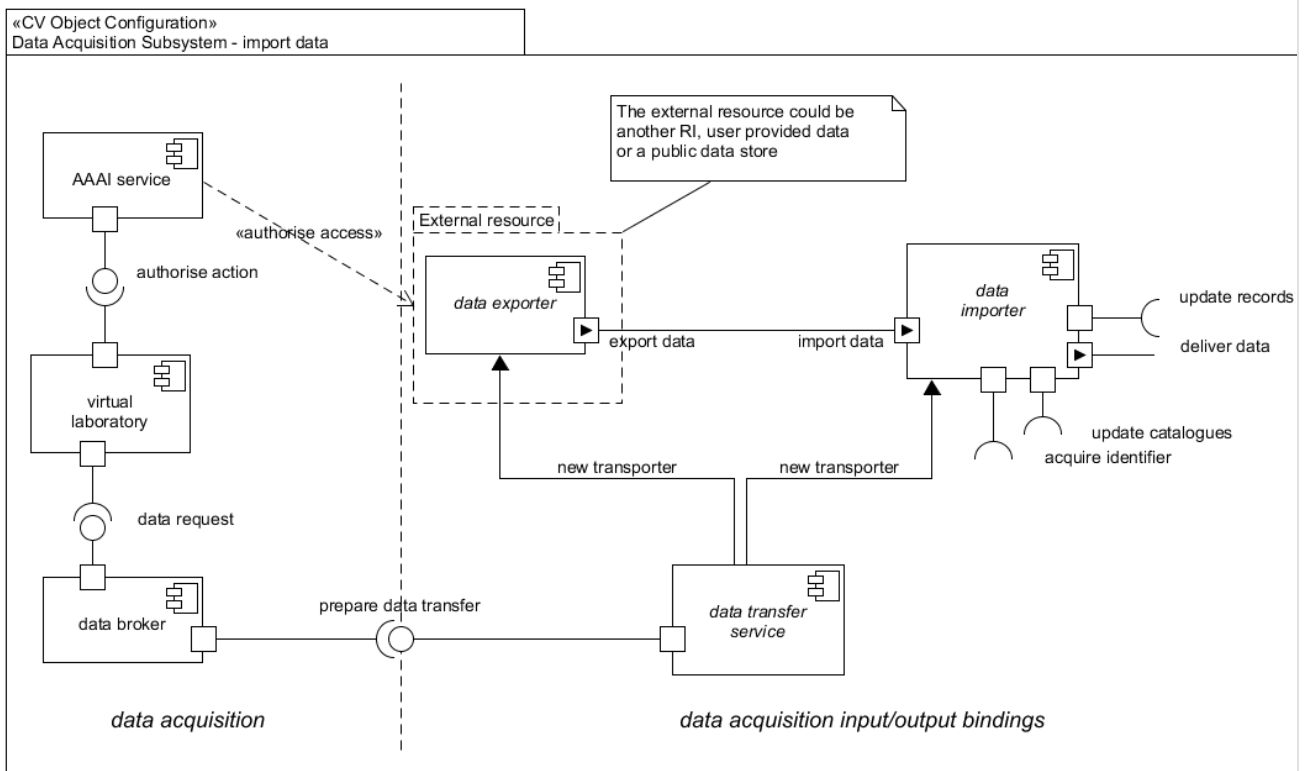 «CV Object Configuration»
Data Acquisition Subsystem - import data
The external resource could be
another RI, user provided data
or a public data store
AAAI service
«authorise access»
External resource
authorise action
data exporter
data
importer
update records
export data
import data
deliver data
virtual
laboratory
update catalogues
acquire identifier
new transporter
new transporter
data request
prepare data transfer
data broker
data transfer
service
data acquisition
data acquisition input/output bindings